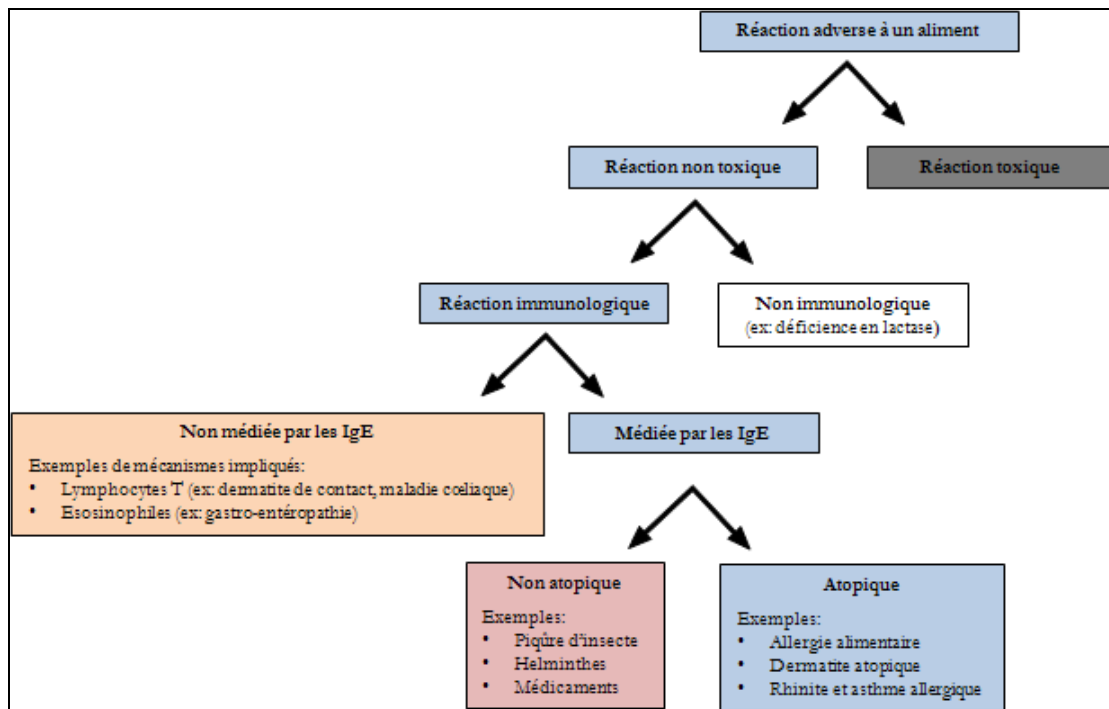 Réaction adverse à un aliment
Réaction non toxique
Réaction toxique
Réaction immunologique
Non immunologique
(ex: déficience en lactase)
Non médiée par les IgE
Exemples de mécanismes impliqués:
• Lymphocytes T (ex: dermatite de contact, maladie cœliaque)
• Esosinophiles (ex: gastro-entéropathie)
Médiée par les IgE
Non atopique
Exemples:
• Piqûre d'insecte
• Helminthes
• Médicaments
Atopique
Exemples:
• Allergie alimentaire
• Dermatite atopique
• Rhinite et asthme allergique